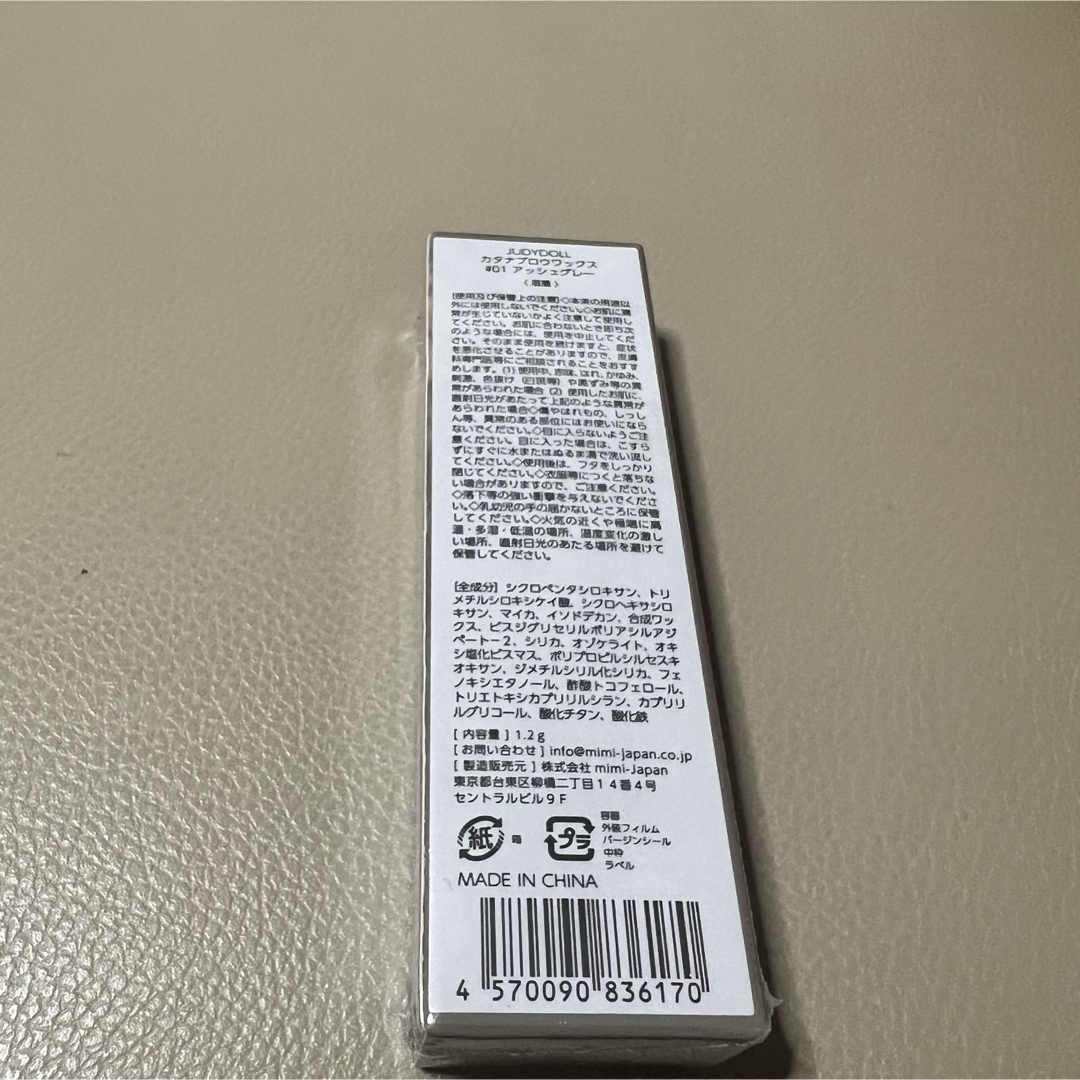 JUDYDOLL
カタナブロウワックス
#01 アッシュグレー
〈眉墨〉
[使用及び保管上の注意]◇本来の用途以
外には使用しないでください。◇お肌に異
常が生じていないかよく注意して使用し
てください。お肌に合わないとき即ち次
のような場合には、使用を中止してくだ
さい。そのまま使用を続けますと、症状
を悪化させることがありますので、皮膚
科専門医等にご相談されることをおすす
めします。(1) 使用中、赤味、はれ、かゆみ、
刺激、色抜け（白斑等）や黒ずみ等の異
常があらわれた場合 (2) 使用したお肌に、
直射日光があたって上記のような異常が
あらわれた場合◇傷やはれもの、しっし
ん等、異常のある部位にはお使いになら
ないでください。◇目に入らないようご注
意ください。目に入った場合は、こすら
ずにすぐに水またはぬるま湯で洗い流し
てください。◇使用後は、フタをしっかり
閉じてください。◇衣服等につくと落ちな
い場合がありますので、ご注意ください。
◇落下等の強い衝撃を与えないでくださ
い。◇乳幼児の手の届かないところに保管
してください。◇火気の近くや極端に高
温・多湿・低温の場所、温度変化の激し
い場所、直射日光のあたる場所を避けて
保管してください。
[全成分] シクロペンタシロキサン、トリ
メチルシロキシケイ酸、シクロヘキサシロ
キサン、マイカ、イソドデカン、合成ワッ
クス、ビスジグリセリルポリアシルアジ
ペート－2、シリカ、オゾケライト、オキ
シ塩化ビスマス、ポリプロピルシルセスキ
オキサン、ジメチルシリル化シリカ、フェ
ノキシエタノール、酢酸トコフェロール、
トリエトキシカプリリルシラン、カプリリ
ルグリコール、酸化チタン、酸化鉄
[ 内容量 ] 1.2ｇ
[ お問い合わせ ] info@mimi-japan.co.jp
[ 製造販売元 ] 株式会社 mimi-Japan
東京都台東区柳橋二丁目１４番４号
セントラルビル９Ｆ
紙 箱
プラ 容器
外装フィルム
バージンシール
中枠
ラベル
MADE IN CHINA
4 570090 836170